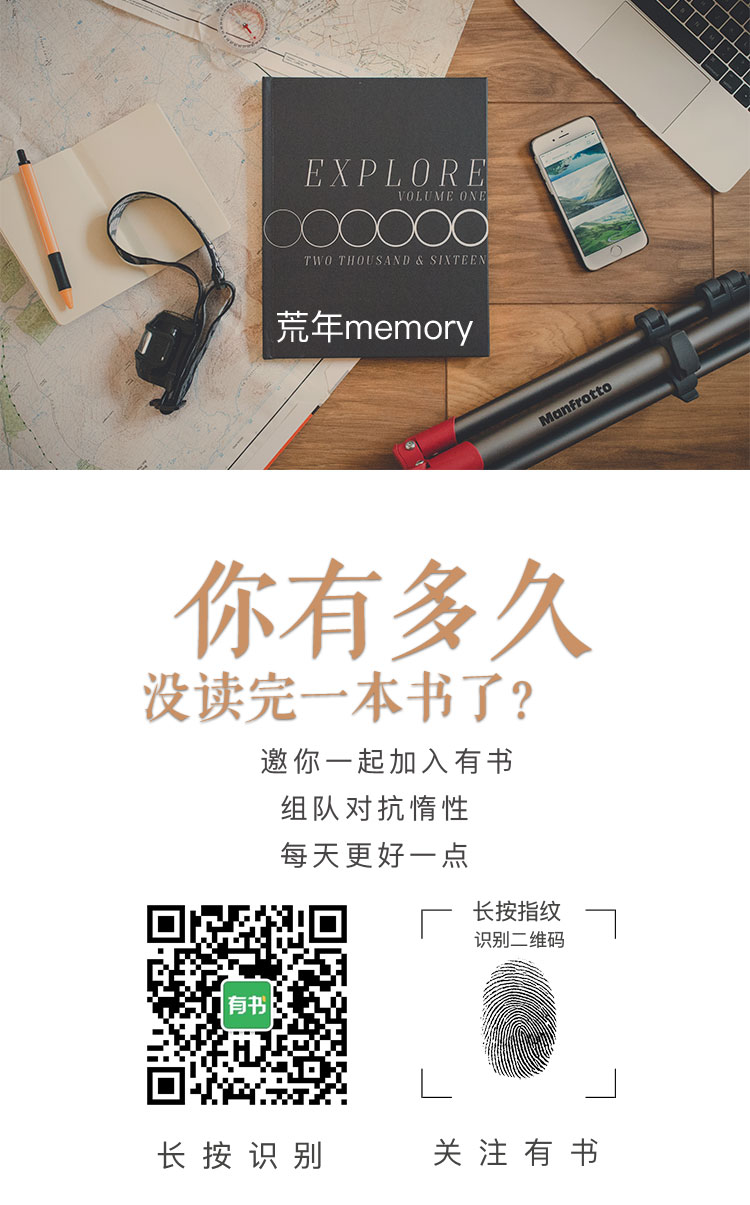 EXPLORE
VOLUME ONE
TWO THOUSAND & SIXTEEN
荒年memory
Manfrotto
你有多久
没读完一本书了?
邀你一起加入有书
组队对抗惰性
每天更好一点
有书
长按指纹
识别二维码
长按识别
关注有书